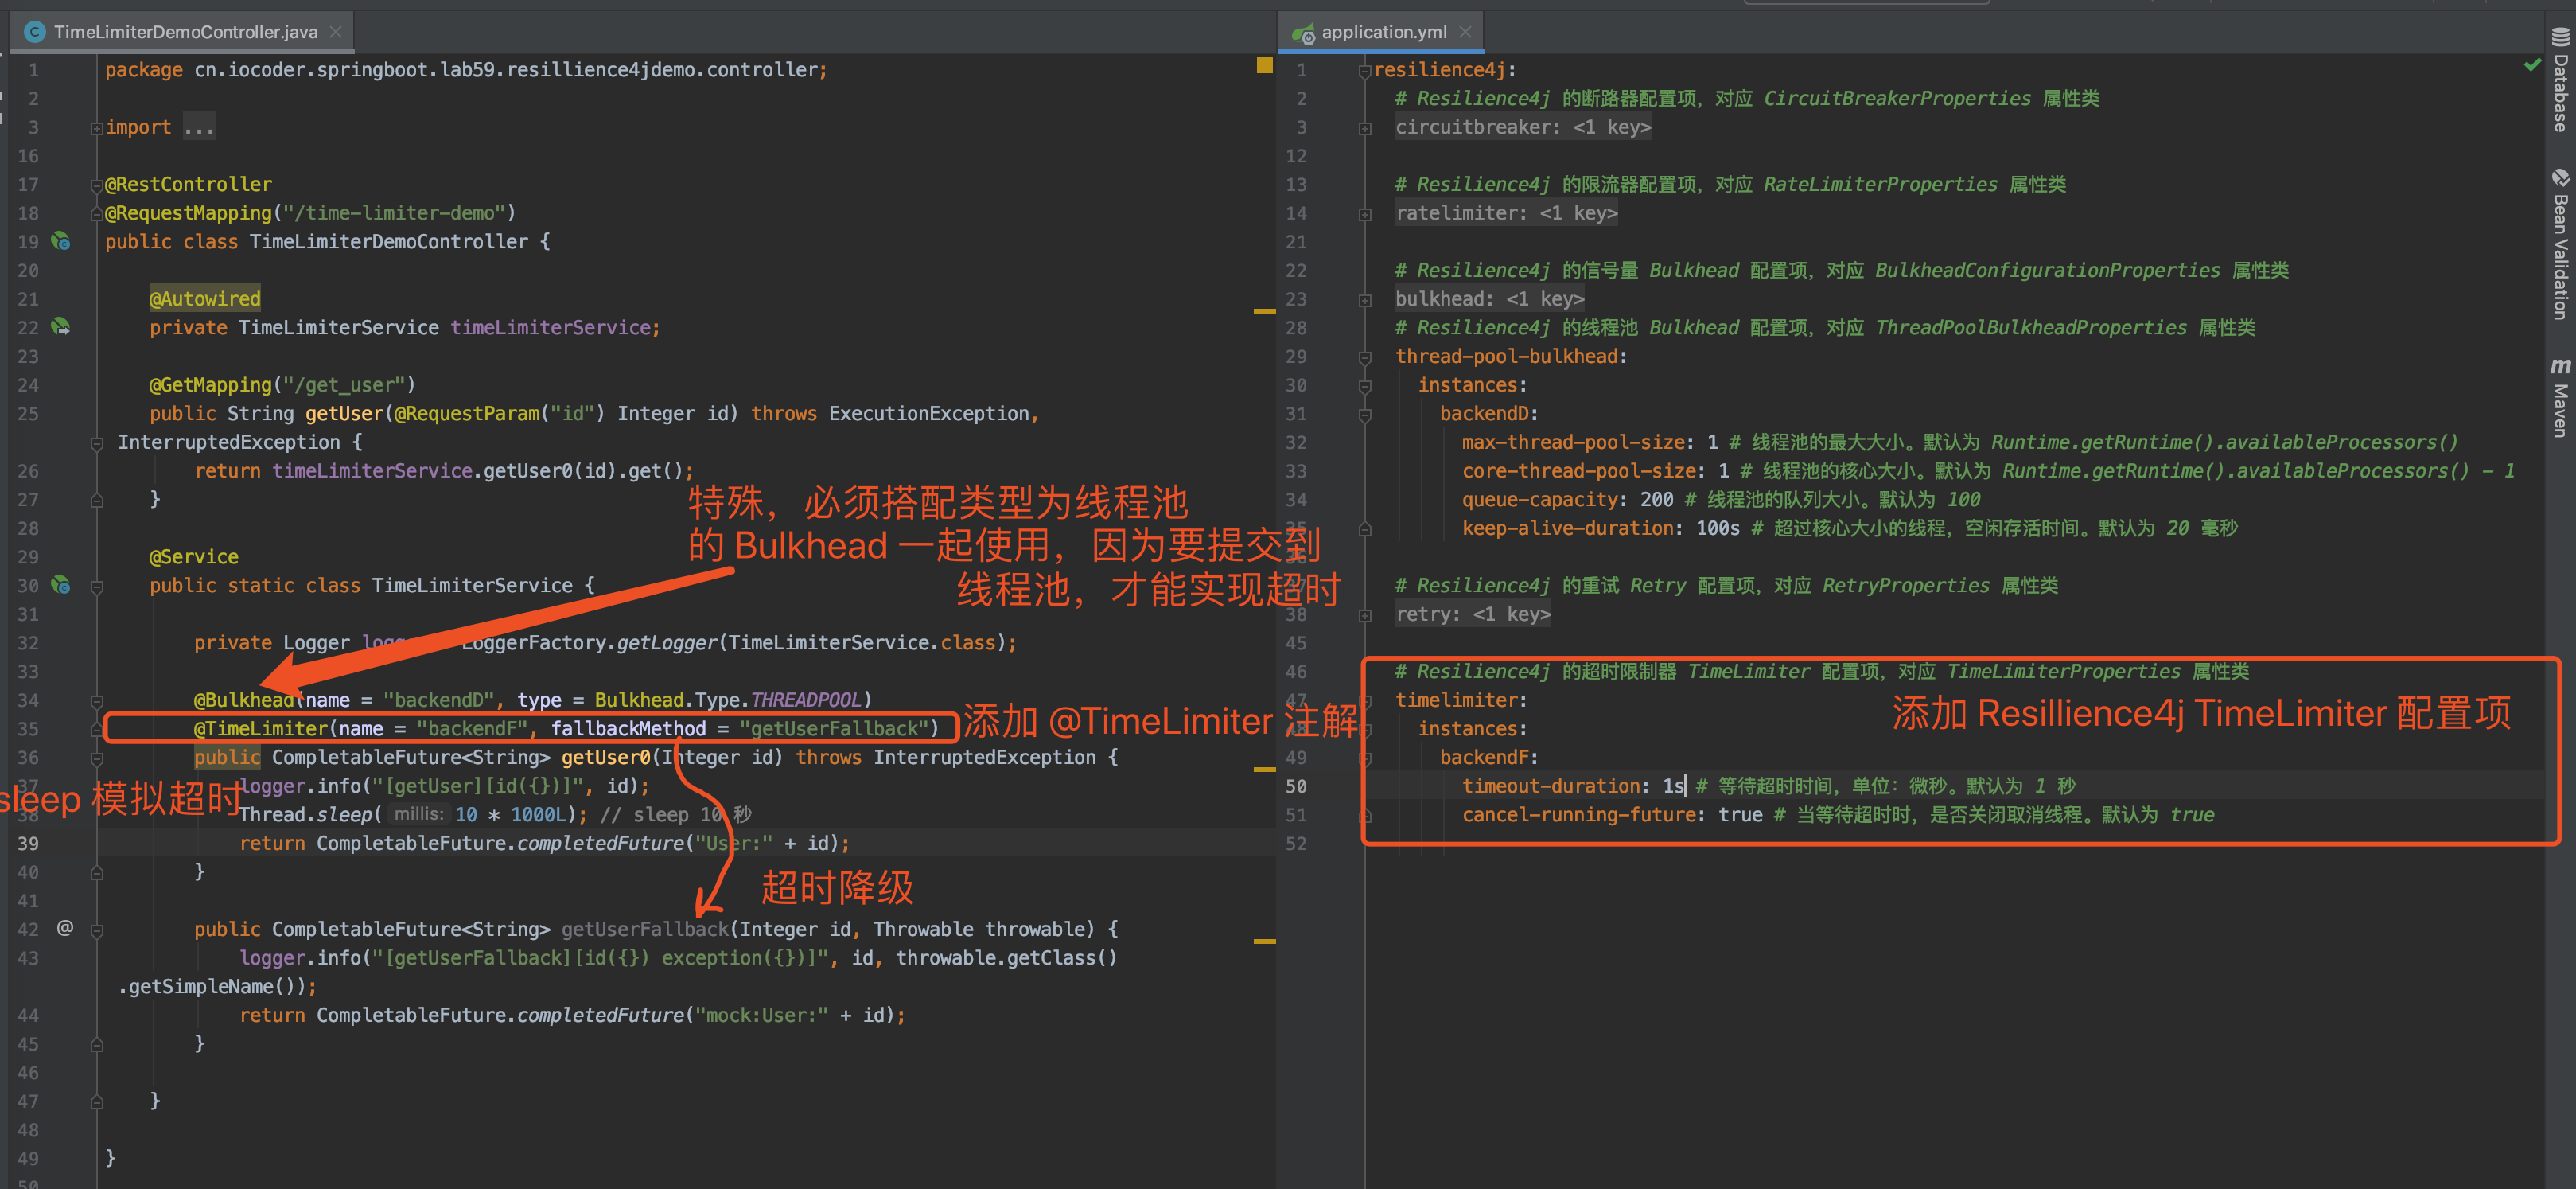 TimeLimiterDemoController.java
1 package cn.iocoder.springboot.lab59.resillience4jdemo.controller;
2
3 import ...
16
17 @RestController
18 @RequestMapping("/time-limiter-demo")
19 public class TimeLimiterDemoController {
20
21 @Autowired
22 private TimeLimiterService timeLimiterService;
23
24 @GetMapping("/get_user")
25 public String getUser(@RequestParam("id") Integer id) throws ExecutionException,
InterruptedException {
26 return timeLimiterService.getUser0(id).get();
27 }
28
29 @Service
30 public static class TimeLimiterService {
31
32 private Logger LoggerFactory.getLogger(TimeLimiterService.class);
33
34 @Bulkhead(name = "backendD", type = Bulkhead.Type.THREADPOOL)
35 @TimeLimiter(name = "backendF", fallbackMethod = "getUserFallback")
36 public CompletableFuture<String> getUser0(Integer id) throws InterruptedException {
37 logger.info("[getUser][id({})]", id);
38 Thread.sleep( millis: 10 * 1000L); // sleep 10 秒
39 return CompletableFuture.completedFuture("User:" + id);
40 }
41
42 @ public CompletableFuture<String> getUserFallback(Integer id, Throwable throwable) {
43 logger.info("[getUserFallback][id({}) exception({})]", id, throwable.getClass()
.getSimpleName());
44 return CompletableFuture.completedFuture("mock:User:" + id);
45 }
46
47 }
48
49 }
50
特殊，必须搭配类型为线程池
的 Bulkhead 一起使用，因为要提交到
线程池，才能实现超时
添加 @TimeLimiter 注解
sleep 模拟超时
超时降级
application.yml
1 resilience4j:
2 # Resilience4j 的断路器配置项，对应 CircuitBreakerProperties 属性类
3 circuitbreaker: <1 key>
12
13 # Resilience4j 的限流器配置项，对应 RateLimiterProperties 属性类
14 ratelimiter: <1 key>
21
22 # Resilience4j 的信号量 Bulkhead 配置项，对应 BulkheadConfigurationProperties 属性类
23 bulkhead: <1 key>
28 # Resilience4j 的线程池 Bulkhead 配置项，对应 ThreadPoolBulkheadProperties 属性类
29 thread-pool-bulkhead:
30 instances:
31 backendD:
32 max-thread-pool-size: 1 # 线程池的最大大小。默认为 Runtime.getRuntime().availableProcessors()
33 core-thread-pool-size: 1 # 线程池的核心大小。默认为 Runtime.getRuntime().availableProcessors() - 1
34 queue-capacity: 200 # 线程池的队列大小。默认为 100
keep-alive-duration: 100s # 超过核心大小的线程，空闲存活时间。默认为 20 毫秒
# Resilience4j 的重试 Retry 配置项，对应 RetryProperties 属性类
38 retry: <1 key>
45
46 # Resilience4j 的超时限制器 TimeLimiter 配置项，对应 TimeLimiterProperties 属性类
47 timelimiter:
instances:
49 backendF:
50 timeout-duration: 1s # 等待超时时间，单位：微秒。默认为 1 秒
51 cancel-running-future: true # 当等待超时时，是否关闭取消线程。默认为 true
52
添加 Resillience4j TimeLimiter 配置项
Database
Bean Validation
m Maven